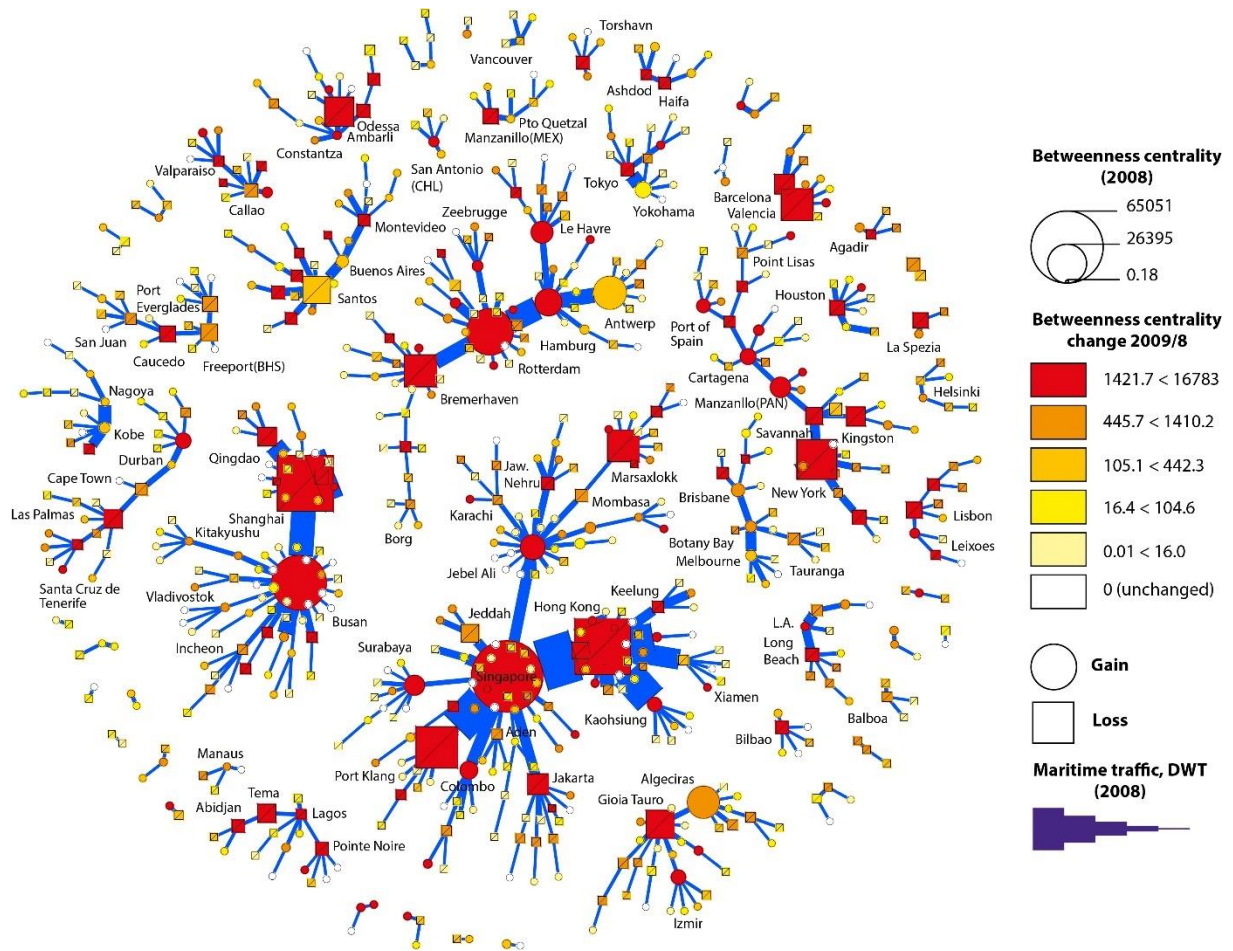 Torshavn
Vancouver
Ashdod
Haifa
Odessa
Ambarli
Constantza
Pto Quetzal
Manzanillo(MEX)
San Antonio
(CHL)
Valparaiso
Callao
Tokyo
Yokohama
Barcelona
Valencia
Zeebrugge
Le Havre
Montevideo
Agadir
Buenos Aires
Point Lisas
Port
Everglades
Santos
Houston
Antwerp
San Juan
Port of
Spain
Hamburg
La Spezia
Caucedo
Freeport(BHS)
Rotterdam
Cartagena
Nagoya
Bremerhaven
Manzanllo(PAN)
Helsinki
Kobe
Savannah
Kingston
Durban
Qingdao
Jaw.
Nehru
Marsaxlokk
Cape Town
Brisbane
New York
Mombasa
Las Palmas
Shanghai
Karachi
Lisbon
Kitakyushu
Borg
Botany Bay
Melbourne
Leixoes
Jebel Ali
Tauranga
Santa Cruz de
Tenerife
Vladivostok
Keelung
Hong Kong
Jeddah
Busan
L.A.
Long
Beach
Incheon
Surabaya
Singapore
Xiamen
Kaohsiung
Balboa
Aden
Bilbao
Manaus
Port Klang
Colombo
Jakarta
Algeciras
Tema
Abidjan
Lagos
Gioia Tauro
Pointe Noire
Izmir
Betweenness centrality
(2008)
65051
26395
0.18
Betweenness centrality
change 2009/8
1421.7 < 16783
445.7 < 1410.2
105.1 < 442.3
16.4 < 104.6
0.01 < 16.0
0 (unchanged)
Gain
Loss
Maritime traffic, DWT
(2008)